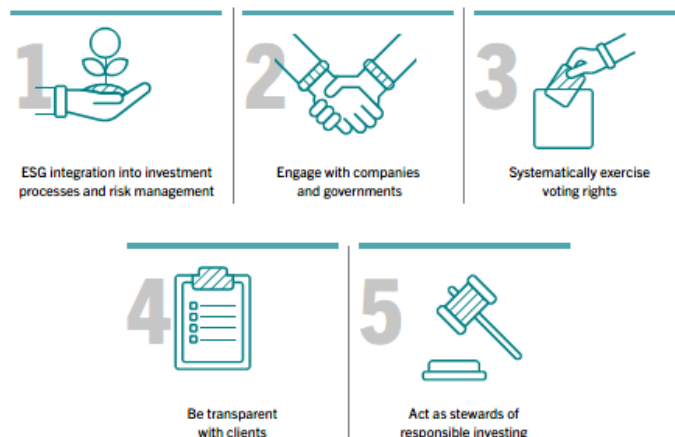 1
ESG integration into investment
processes and risk management
2
Engage with companies
and governments
3
Systematically exercise
voting rights
4
Be transparent
with clients
5
Act as stewards of
responsible investing